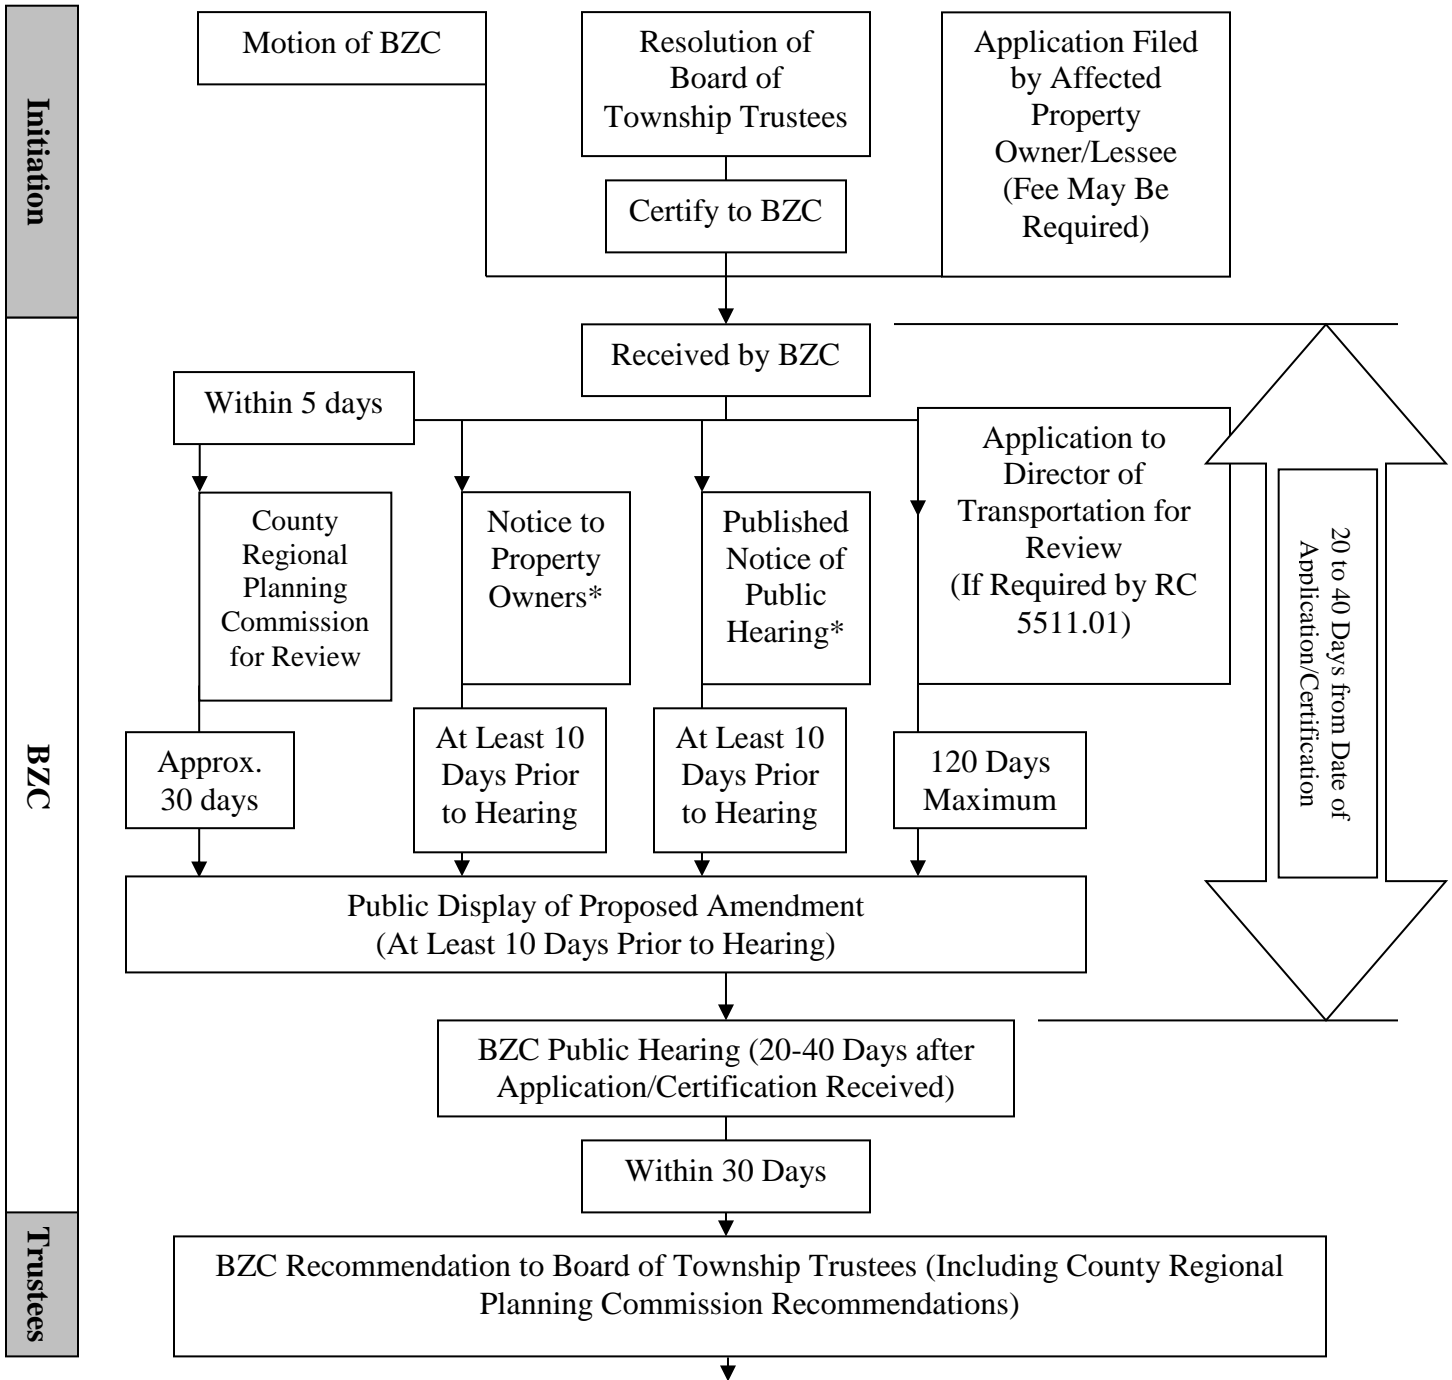 Initiation
Motion of BZC
Resolution of
Board of
Township Trustees
Certify to BZC
Application Filed
by Affected
Property
Owner/Lessee
(Fee May Be
Required)
BZC
Received by BZC
Within 5 days
County
Regional
Planning
Commission
for Review
Notice to
Property
Owners*
Published
Notice of
Public
Hearing*
Application to
Director of
Transportation for
Review
(If Required by RC
5511.01)
20 to 40 Days from Date of
Application/Certification
Approx.
30 days
At Least 10
Days Prior
to Hearing
At Least 10
Days Prior
to Hearing
120 Days
Maximum
Public Display of Proposed Amendment
(At Least 10 Days Prior to Hearing)
BZC Public Hearing (20-40 Days after
Application/Certification Received)
Within 30 Days
Trustees
BZC Recommendation to Board of Township Trustees (Including County Regional
Planning Commission Recommendations)